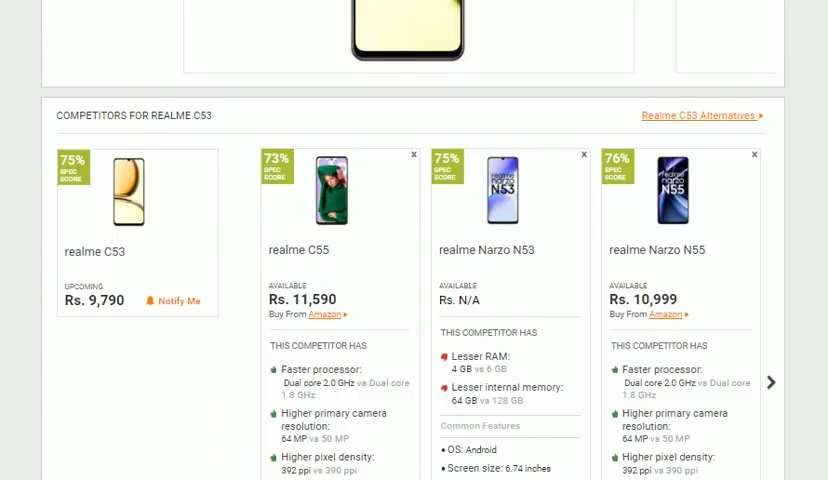 COMPETITORS FOR REALME C53
Realme C53 Alternatives
75%
SPEC
SCORE
realme C53
UPCOMING
Rs. 9,790
Notify Me
73%
SPEC
SCORE
x
realme C55
AVAILABLE
Rs. 11,590
Buy From Amazon
THIS COMPETITOR HAS
Faster processor:
Dual core 2.0 GHz vs Dual core
1.8 GHz
Higher primary camera
resolution:
64 MP vs 50 MP
Higher pixel density:
392 ppi vs 390 ppi
75%
SPEC
SCORE
x
realme
narzo
N53
realme Narzo N53
AVAILABLE
Rs. N/A
THIS COMPETITOR HAS
Lesser RAM:
4 GB vs 6 GB
Lesser internal memory:
64 GB vs 128 GB
Common Features
• OS: Android
• Screen size: 6.74 inches
76%
SPEC
SCORE
x
realme
narzo
N55
realme Narzo N55
AVAILABLE
Rs. 10,999
Buy From Amazon
THIS COMPETITOR HAS
Faster processor:
Dual core 2.0 GHz vs Dual core
1.8 GHz
Higher primary camera
resolution:
64 MP vs 50 MP
Higher pixel density:
392 ppi vs 390 ppi